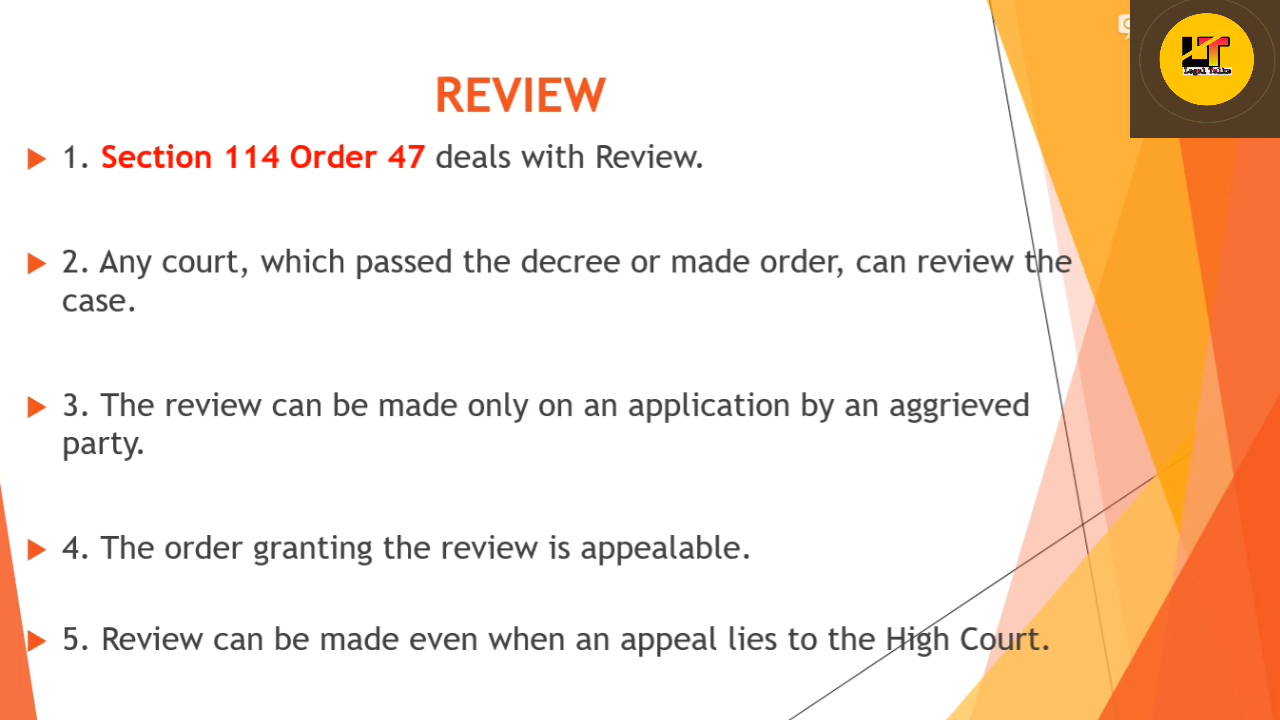 REVIEW
1. Section 114 Order 47 deals with Review.
2. Any court, which passed the decree or made order, can review the
case.
3. The review can be made only on an application by an aggrieved
party.
4. The order granting the review is appealable.
5. Review can be made even when an appeal lies to the High Court.
LT
Legal Talks